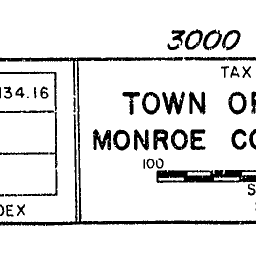 3000
TAX
134.16
TOWN OF
MONROE CO
100
DEX